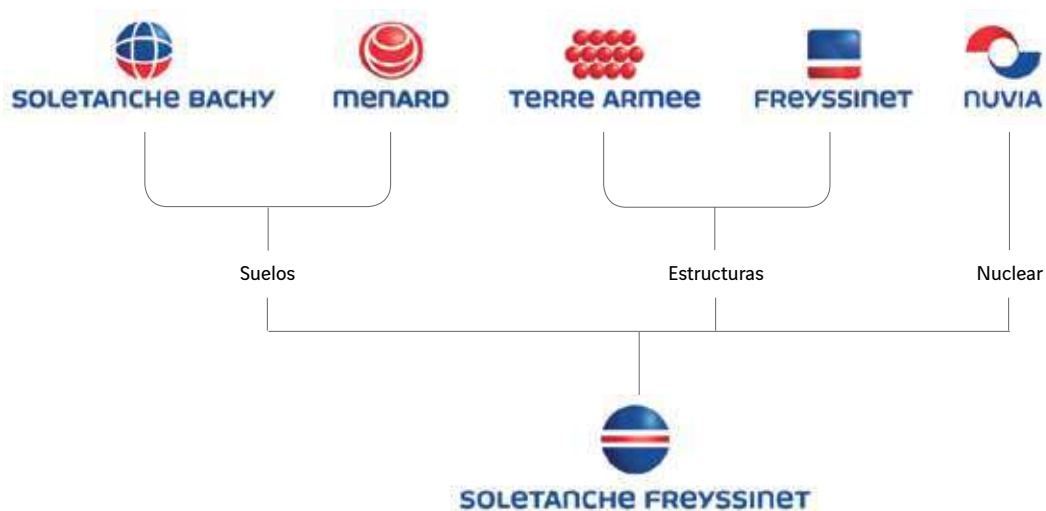 SOLETANCHE BACHY
MENARD
TERRE ARMEE
FREYSSINET
NUVIA
Suelos
Estructuras
Nuclear
SOLETANCHE FREYSSINET